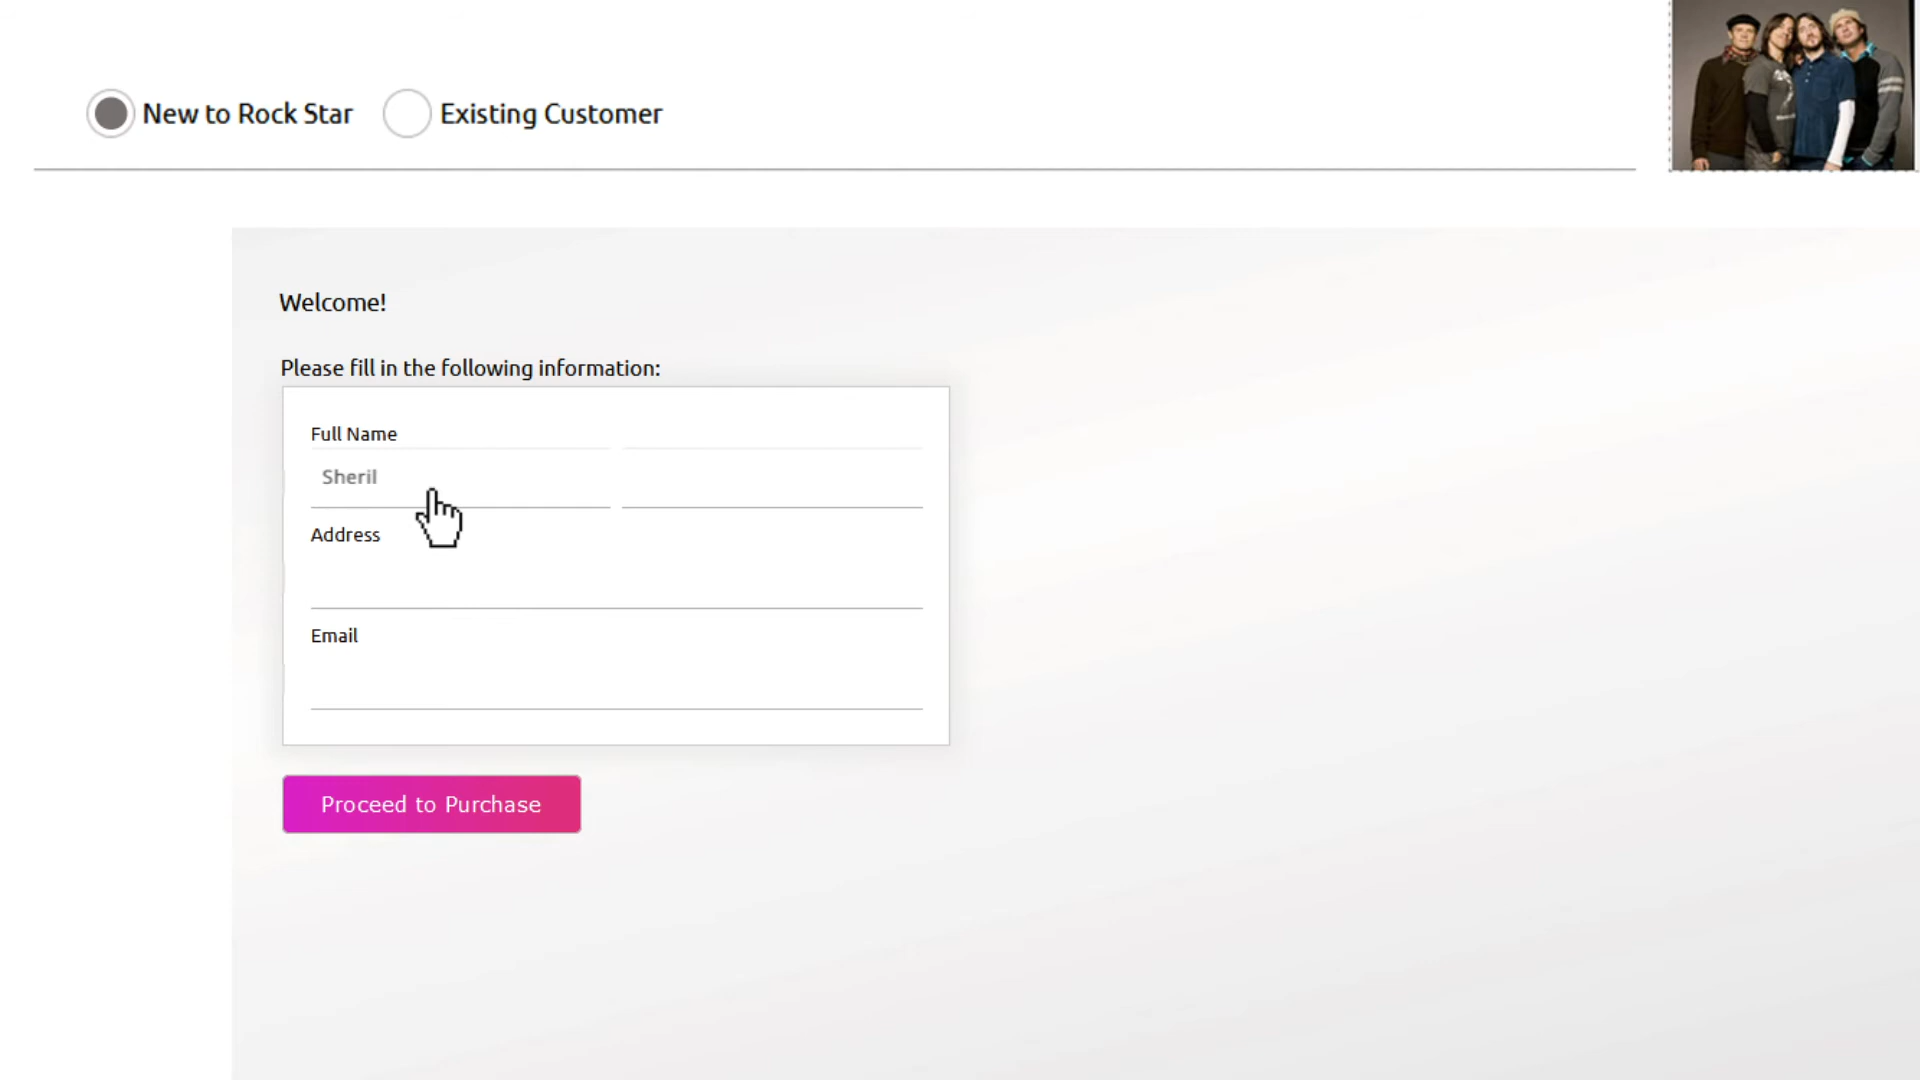 New to Rock Star Existing Customer
Welcome!
Please fill in the following information:
Full Name
Sheril
Address
Email
Proceed to Purchase